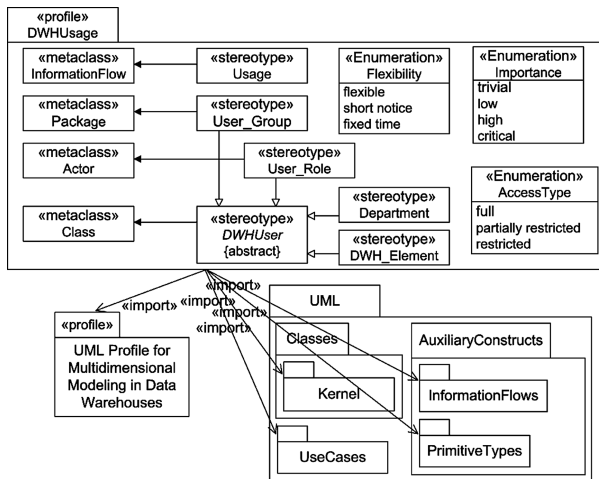 «profile»
DWHUsage
«metaclass»
InformationFlow
«stereotype»
Usage
«Enumeration»
Flexibility
flexible
short notice
fixed time
«Enumeration»
Importance
trivial
low
high
critical
«metaclass»
Package
«stereotype»
User_Group
«metaclass»
Actor
«stereotype»
User_Role
«Enumeration»
AccessType
full
partially restricted
restricted
«metaclass»
Class
«stereotype»
DWHUser
{abstract}
«stereotype»
Department
«stereotype»
DWH_Element
«import»
«import»
«import»
«import»
«import»
«profile»
UML Profile for
Multidimensional
Modeling in Data
Warehouses
UML
Classes
Kernel
UseCases
AuxiliaryConstructs
InformationFlows
PrimitiveTypes